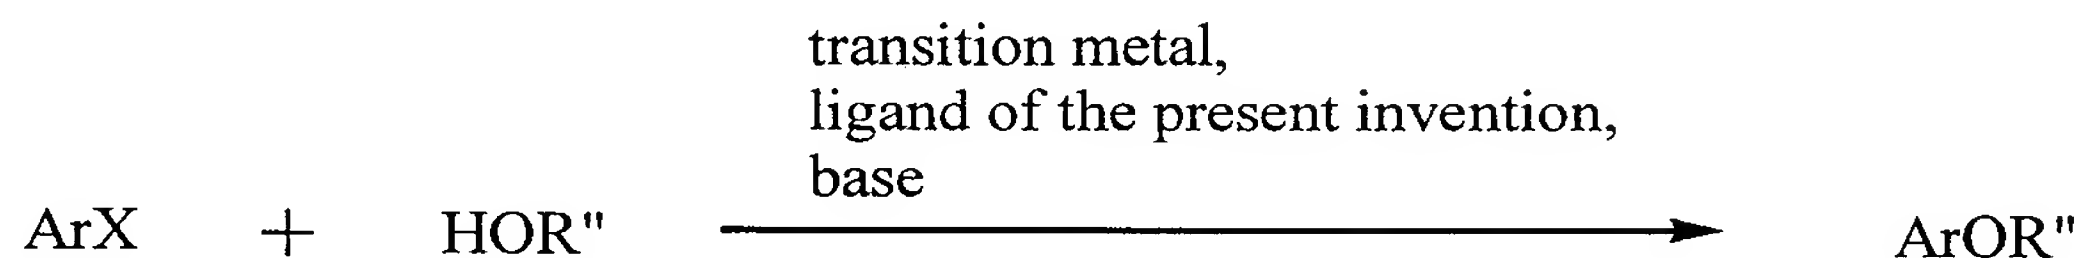 transition metal,
ligand of the present invention,
base
ArX + HOR" ArOR"